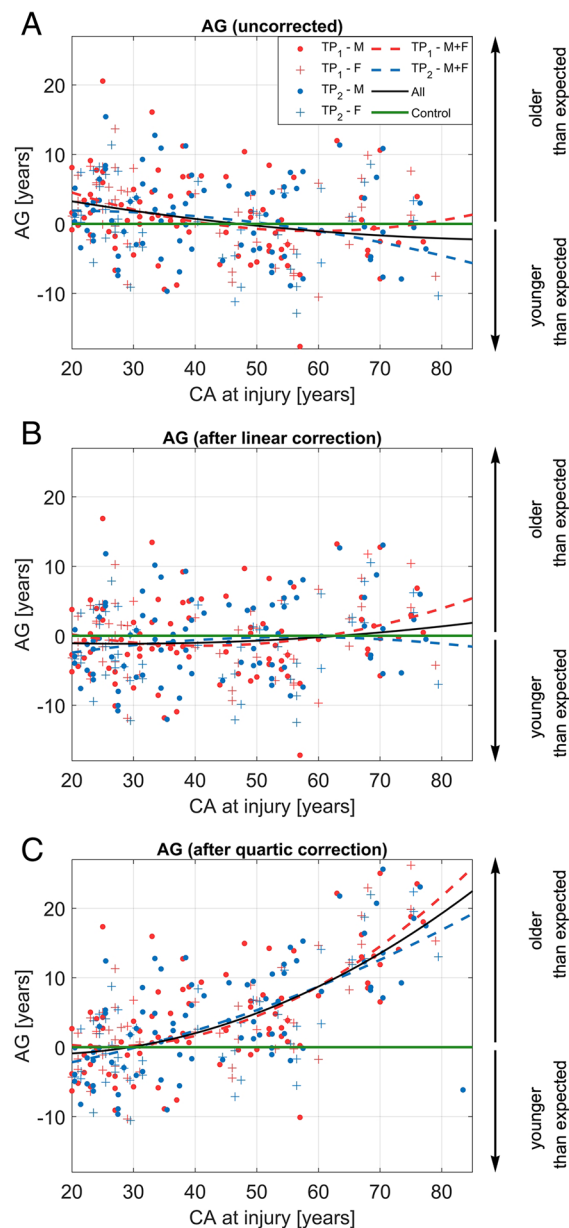 A
AG (uncorrected)
TP1 - M
TP1 - M+F
TP1 - F
TP2 - M+F
TP2 - M
All
TP2 - F
Control
20
10
0
-10
AG [years]
20 30 40 50 60 70 80
CA at injury [years]
older
than expected
younger
than expected
B
AG (after linear correction)
20
10
0
-10
AG [years]
20 30 40 50 60 70 80
CA at injury [years]
older
than expected
younger
than expected
C
AG (after quartic correction)
20
10
0
-10
AG [years]
20 30 40 50 60 70 80
CA at injury [years]
older
than expected
younger
than expected